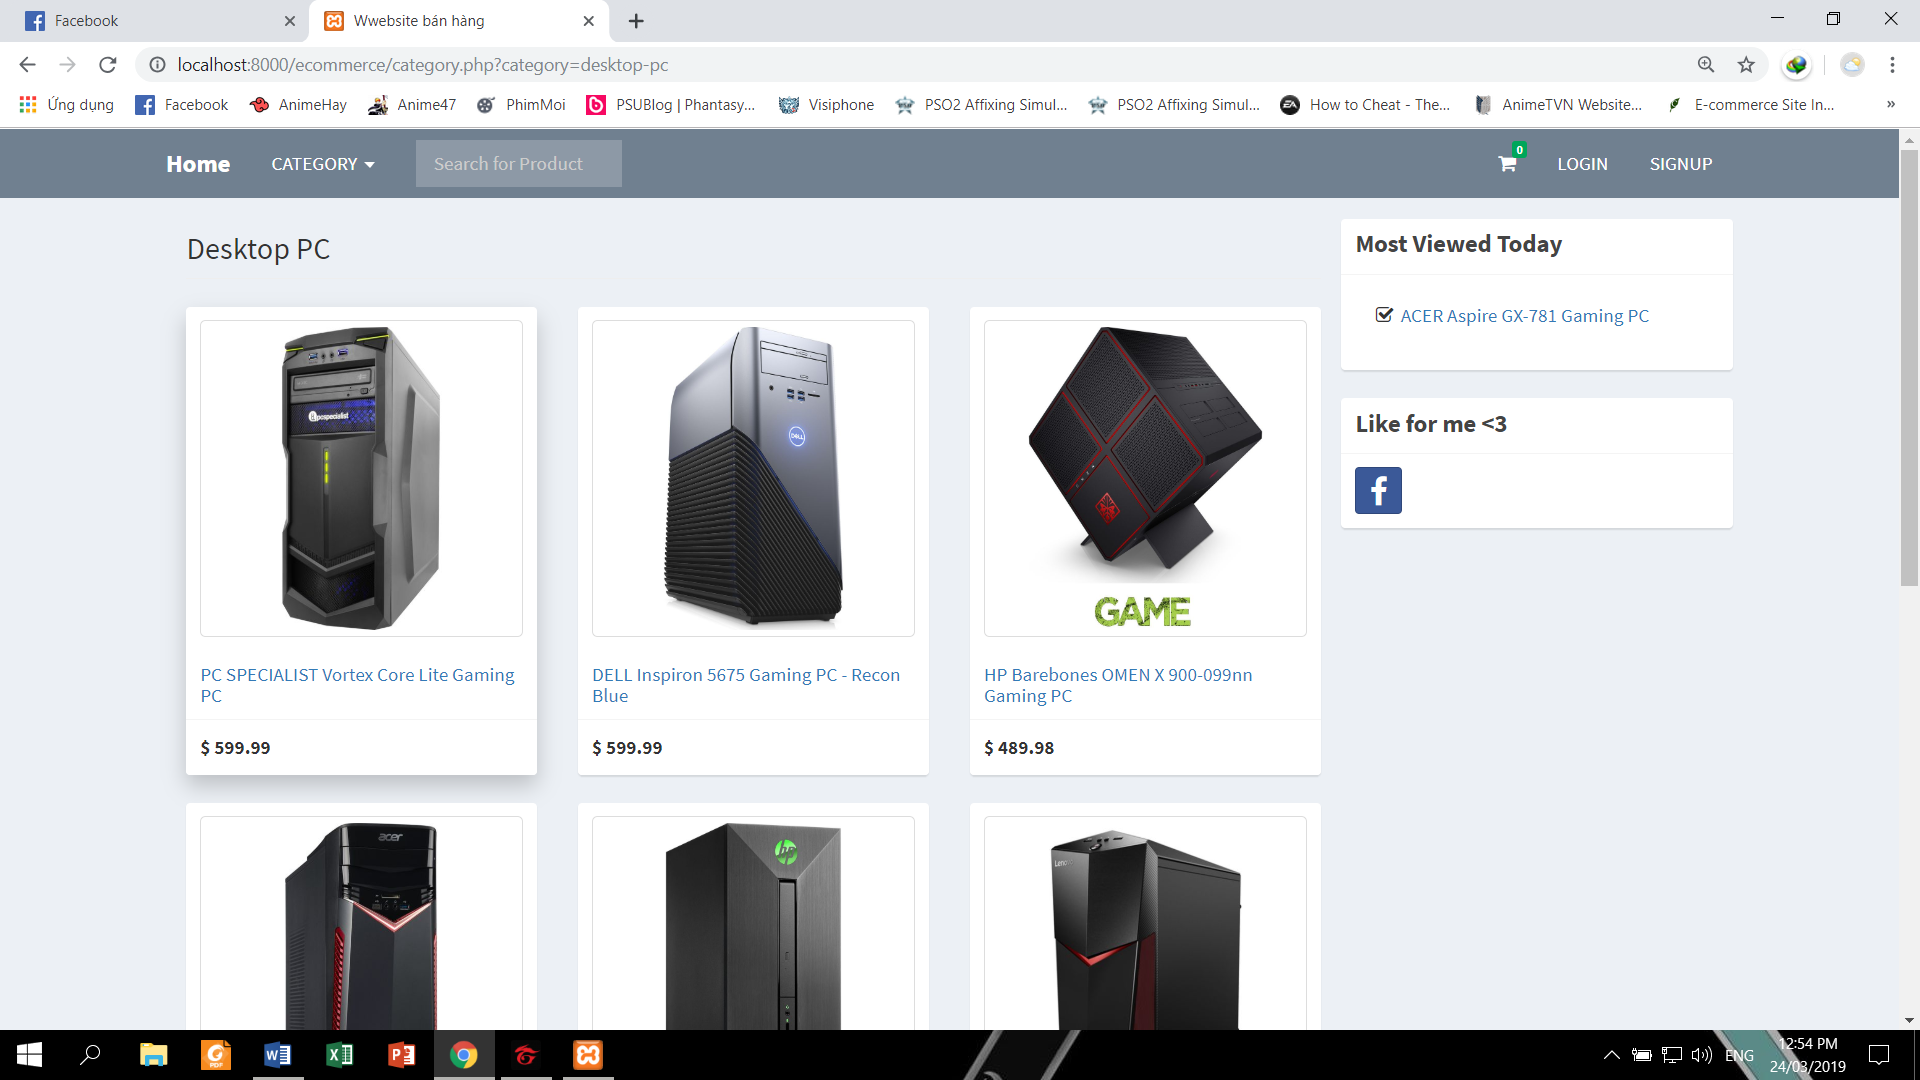 Facebook
Wwebsite bán hàng
localhost:8000/ecommerce/category.php?category=desktop-pc
Ứng dụng
Facebook
AnimeHay
Anime47
PhimMoi
PSUBlog | Phantasy...
Visiphone
PSO2 Affixing Simul...
PSO2 Affixing Simul...
How to Cheat - The...
AnimeTVN Website...
E-commerce Site In...
»
Home
CATEGORY
Search for Product
0
LOGIN
SIGNUP
Desktop PC
Most Viewed Today
ACER Aspire GX-781 Gaming PC
Like for me <3
pcspecialist
DELL
GAME
PC SPECIALIST Vortex Core Lite Gaming
PC
$ 599.99
DELL Inspiron 5675 Gaming PC - Recon
Blue
$ 599.99
HP Barebones OMEN X 900-099nn
Gaming PC
$ 489.98
acer
hp
Lenovo
ENG
12:54 PM
24/03/2019